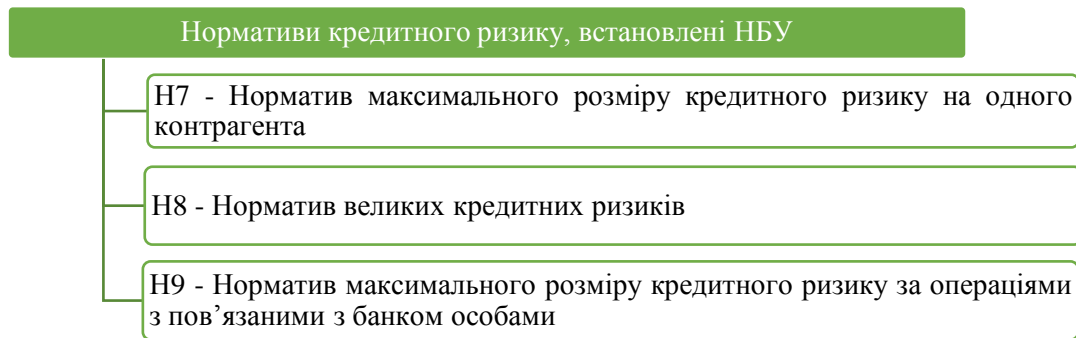 Нормативи кредитного ризику, встановлені НБУ
Н7 - Норматив максимального розміру кредитного ризику на одного
контрагента
Н8 - Норматив великих кредитних ризиків
Н9 - Норматив максимального розміру кредитного ризику за операціями
з пов’язаними з банком особами